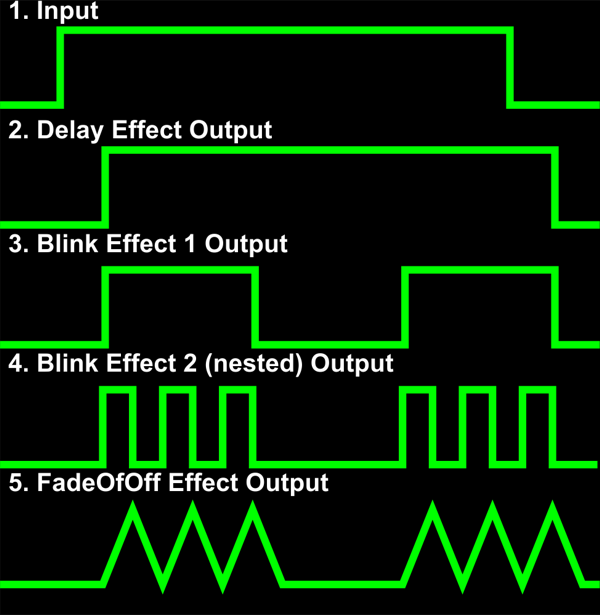 1. Input
2. Delay Effect Output
3. Blink Effect 1 Output
4. Blink Effect 2 (nested) Output
5. FadeOfOff Effect Output